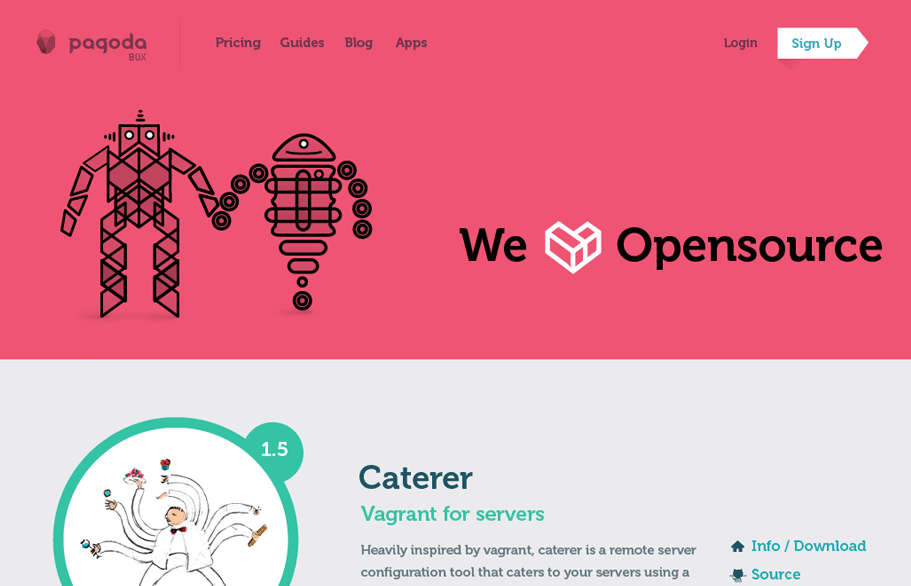 pagoda
BOX
Pricing Guides Blog Apps
Login Sign Up
We Opensource
1.5
Caterer
Vagrant for servers
Heavily inspired by vagrant, caterer is a remote server
configuration tool that caters to your servers using a
Info / Download
Source